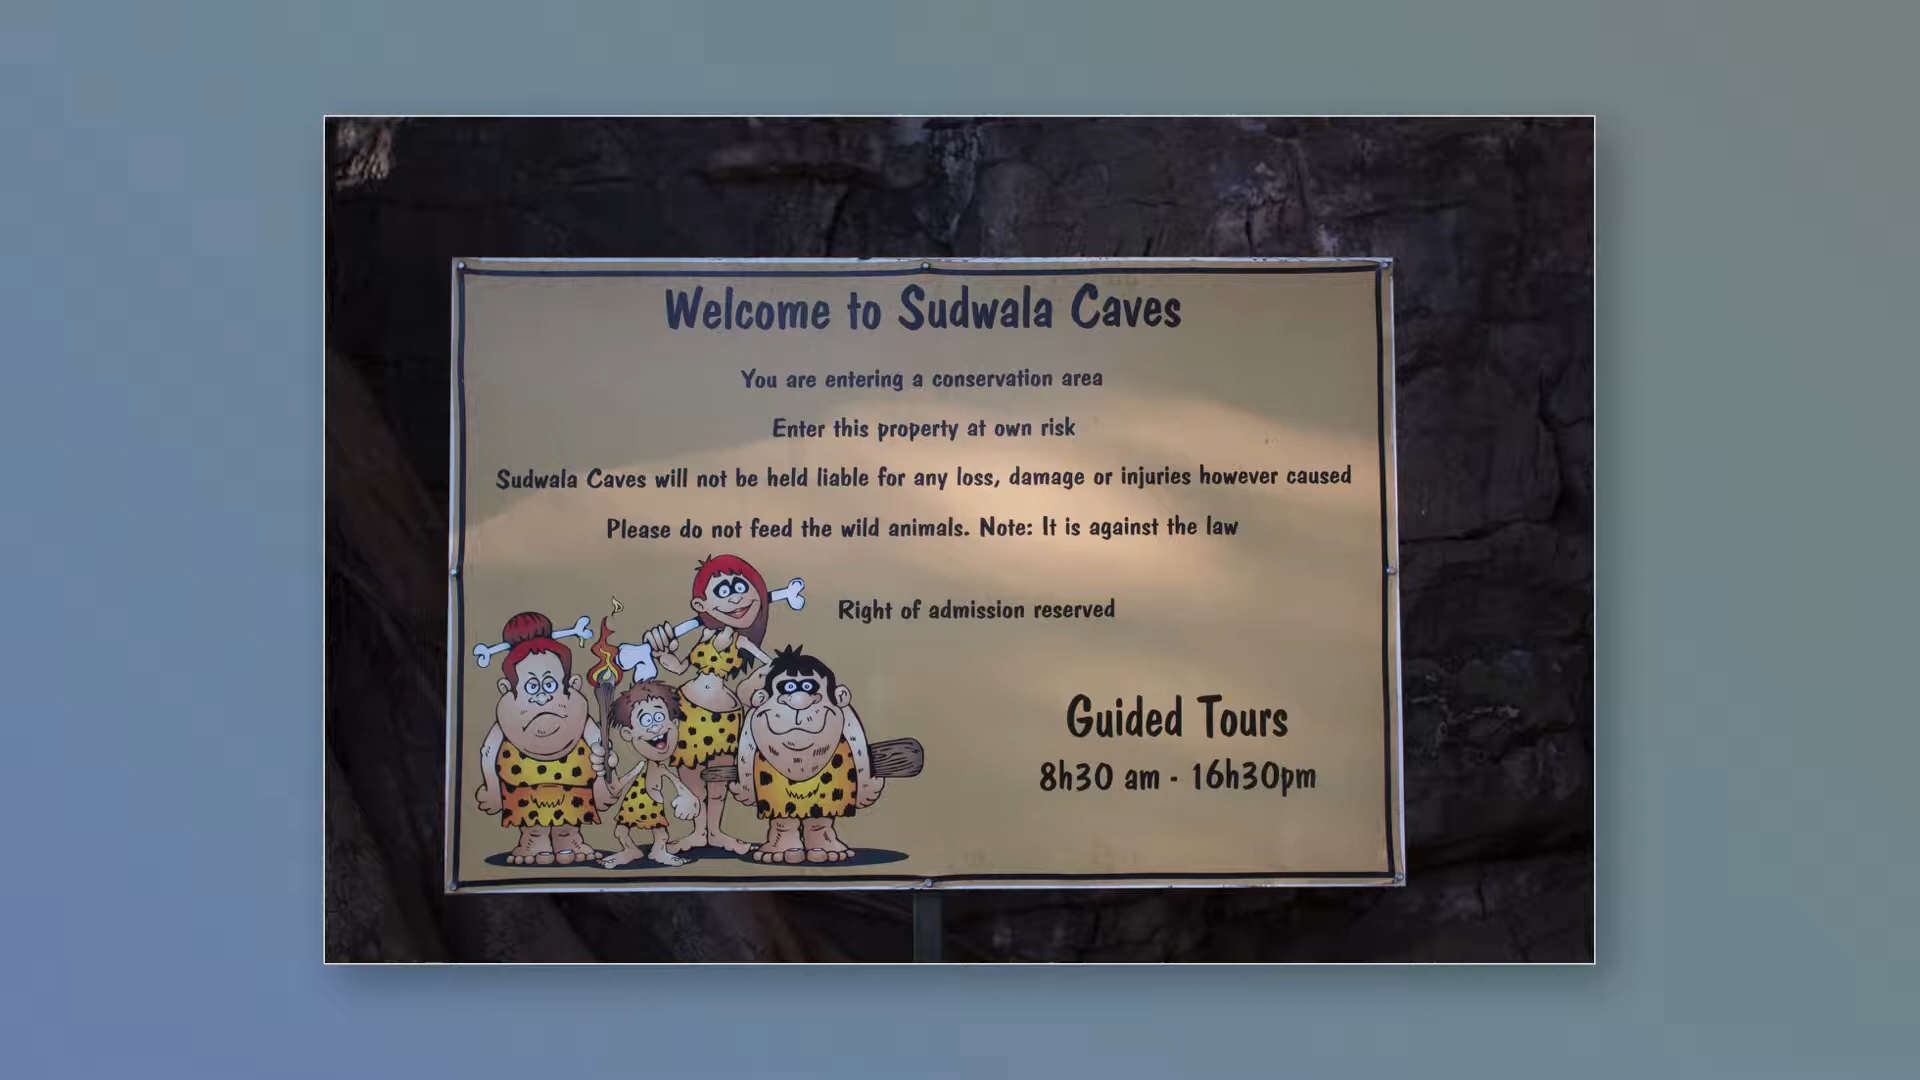 Welcome to Sudwala Caves
You are entering a conservation area
Enter this property at own risk
Sudwala Caves will not be held liable for any loss, damage or injuries however caused
Please do not feed the wild animals. Note: It is against the law
Right of admission reserved
Guided Tours
8h30 am - 16h30pm